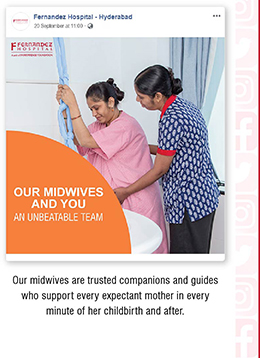 Fernandez Hospital - Hyderabad
20 September at 11:00 ·
FERNANDEZ
HOSPITAL
OUR MIDWIVES
AND YOU
AN UNBEATABLE TEAM
Our midwives are trusted companions and guides
who support every expectant mother in every
minute of her childbirth and after.